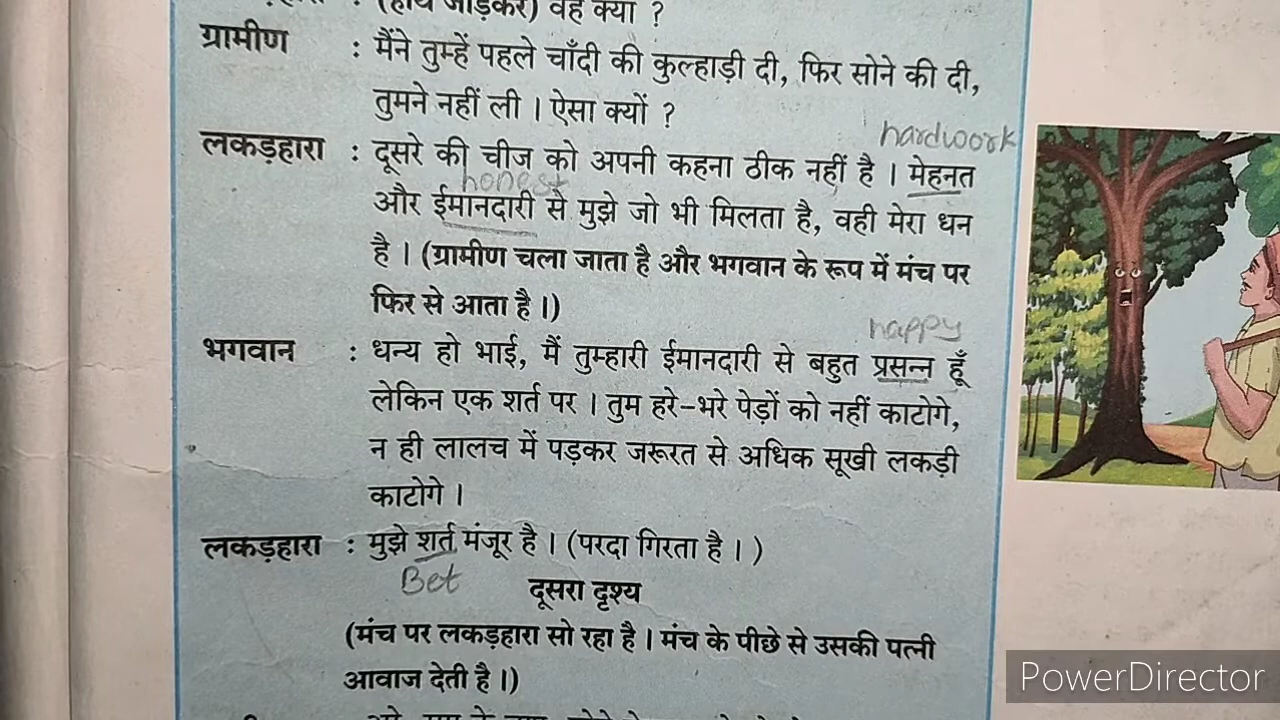 (हाथ जोड़कर) वह क्या ?
ग्रामीण : मैंने तुम्हें पहले चाँदी की कुल्हाड़ी दी, फिर सोने की दी,
तुमने नहीं ली । ऐसा क्यों ?
hardwork
लकड़हारा : दूसरे की चीज को अपनी कहना ठीक नहीं है । मेहनत
honest
और ईमानदारी से मुझे जो भी मिलता है, वही मेरा धन
है । (ग्रामीण चला जाता है और भगवान के रूप में मंच पर
फिर से आता है ।)
happy
भगवान : धन्य हो भाई, मैं तुम्हारी ईमानदारी से बहुत प्रसन्न हूँ
लेकिन एक शर्त पर । तुम हरे-भरे पेड़ों को नहीं काटोगे,
न ही लालच में पड़कर जरूरत से अधिक सूखी लकड़ी
काटोगे ।
लकड़हारा : मुझे शर्त मंजूर है । (परदा गिरता है । )
Bet
दूसरा दृश्य
(मंच पर लकड़हारा सो रहा है । मंच के पीछे से उसकी पत्नी
आवाज देती है ।)
PowerDirector